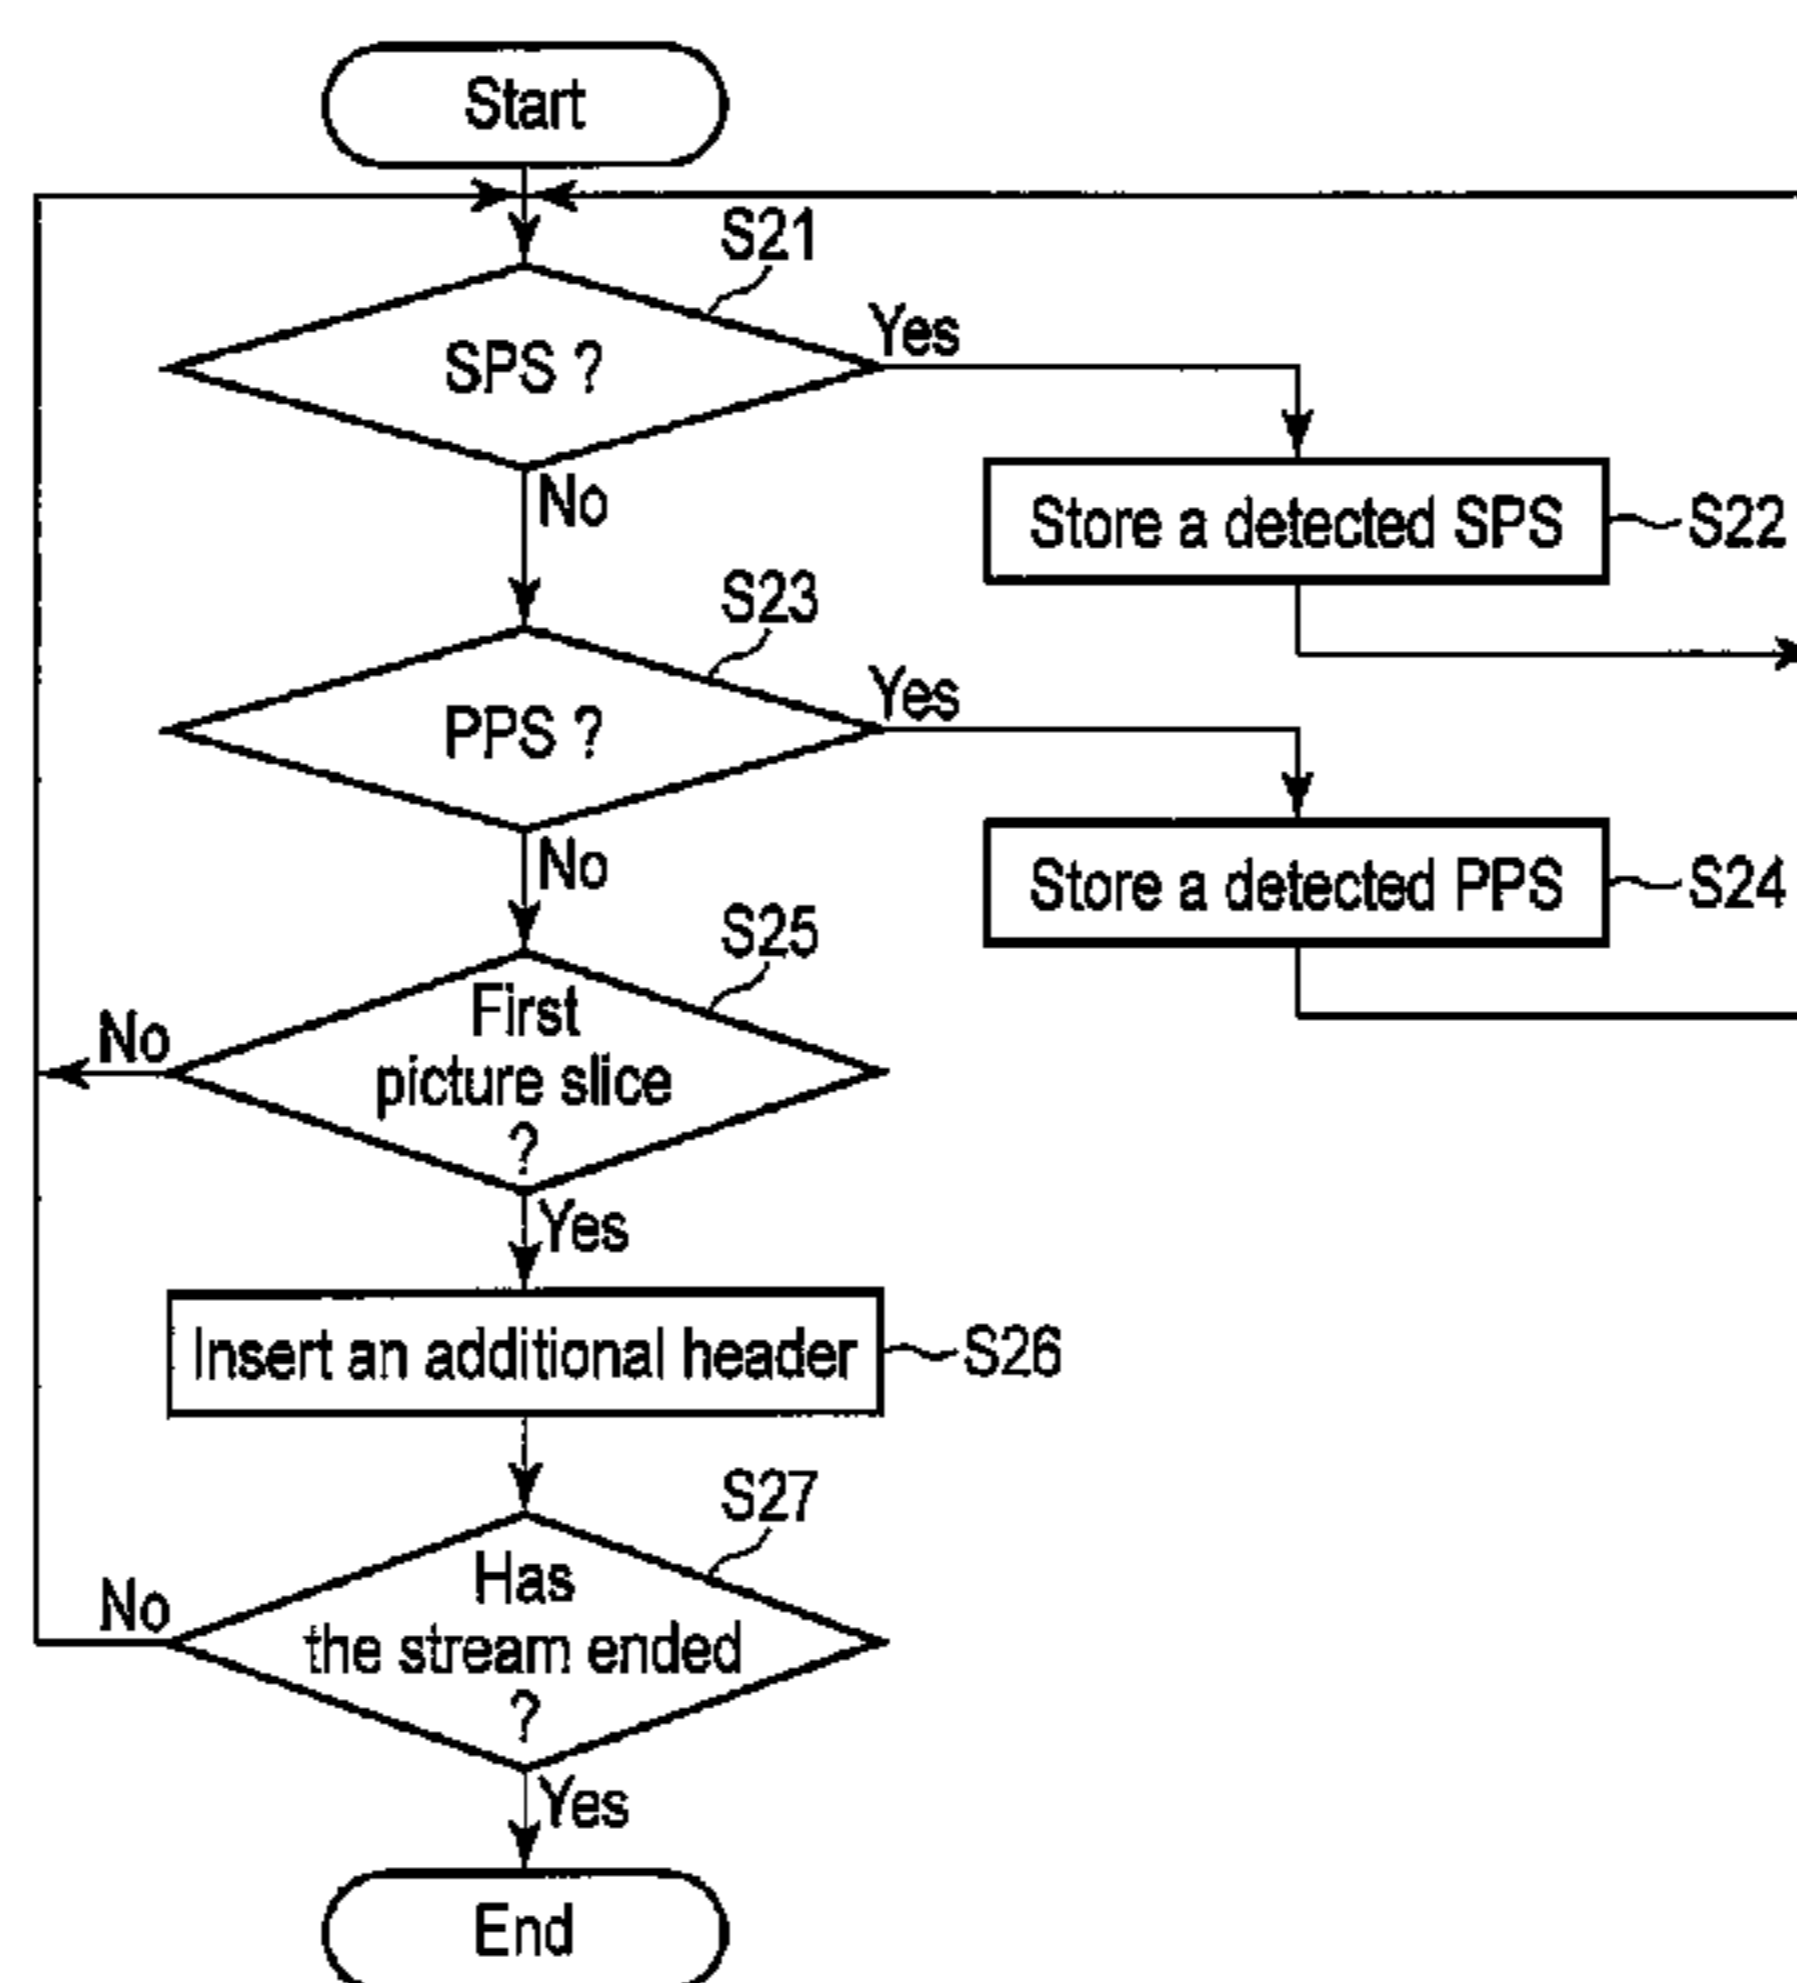 Start
S21
SPS ?
Yes
No
Store a detected SPS
S22
S23
PPS ?
Yes
No
Store a detected PPS
S24
S25
First
picture slice
?
No
Yes
Insert an additional header
S26
S27
Has
the stream ended
?
No
Yes
End